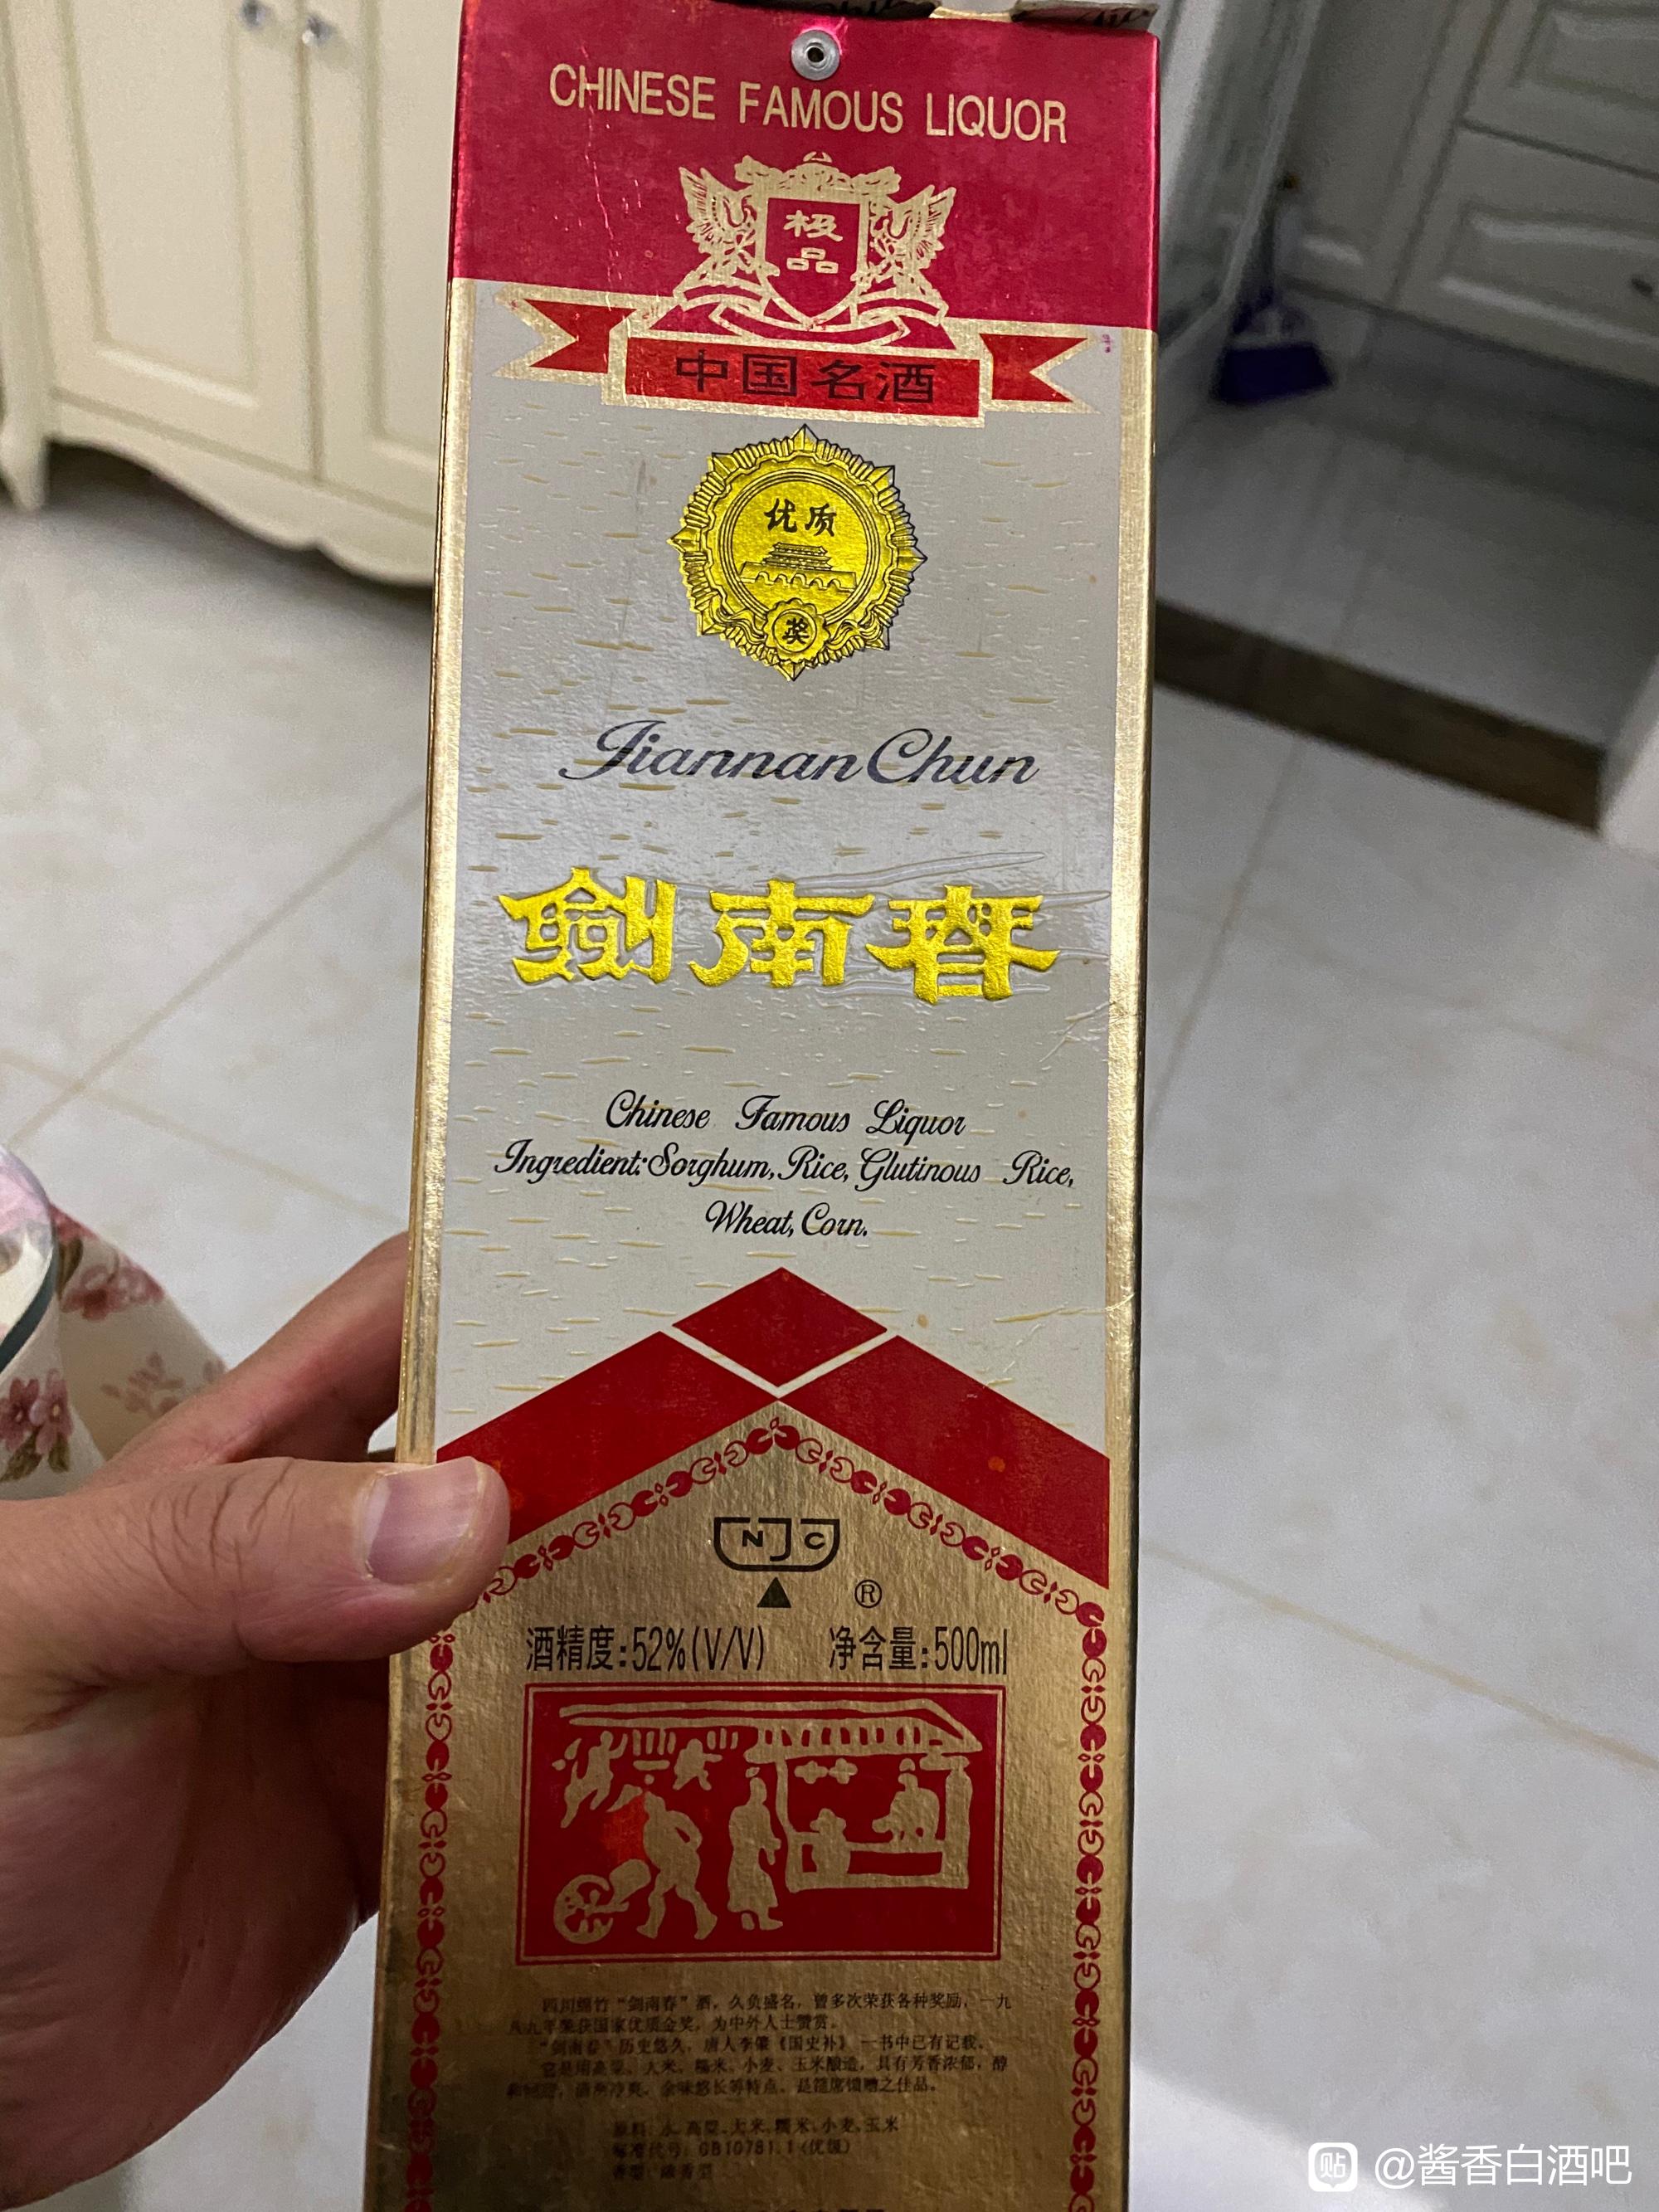 CHINESE FAMOUS LIQUOR
极
品
中国名酒
优质
奖
Jiannan Chun
劍南春
Chinese Famous Liquor
Ingredient:Sorghum, Rice, Glutinous Rice,
Wheat, Corn.
NJC
®
酒精度:52%(V/V) 净含量:500ml
四川绵竹“剑南春”酒，久负盛名，曾多次荣获各种奖励，一九
八九年荣获国家优质金奖，为中外人士赞赏。
“剑南春”历史悠久，唐人李肇《国史补》一书中已有记载。
它是用高粱、大米、糯米、小麦、玉米酿造，具有芳香浓郁，醇
余味悠长等特点。是筵席馈赠之佳品。
原料：水、高粱、大米、糯米、小麦、玉米
标准代号：GB10781.1(优级)
香型：浓香型
贴 @酱香白酒吧